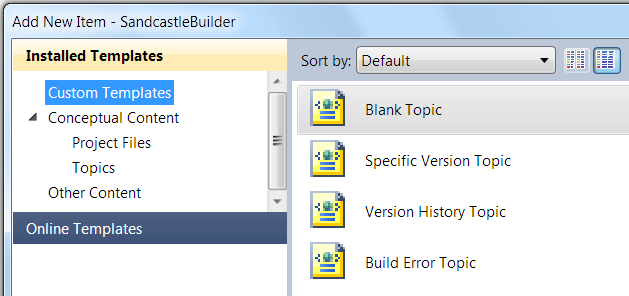 Add New Item - SandcastleBuilder
Installed Templates
Custom Templates
Conceptual Content
Project Files
Topics
Other Content
Online Templates
Sort by: Default
Blank Topic
Specific Version Topic
Version History Topic
Build Error Topic